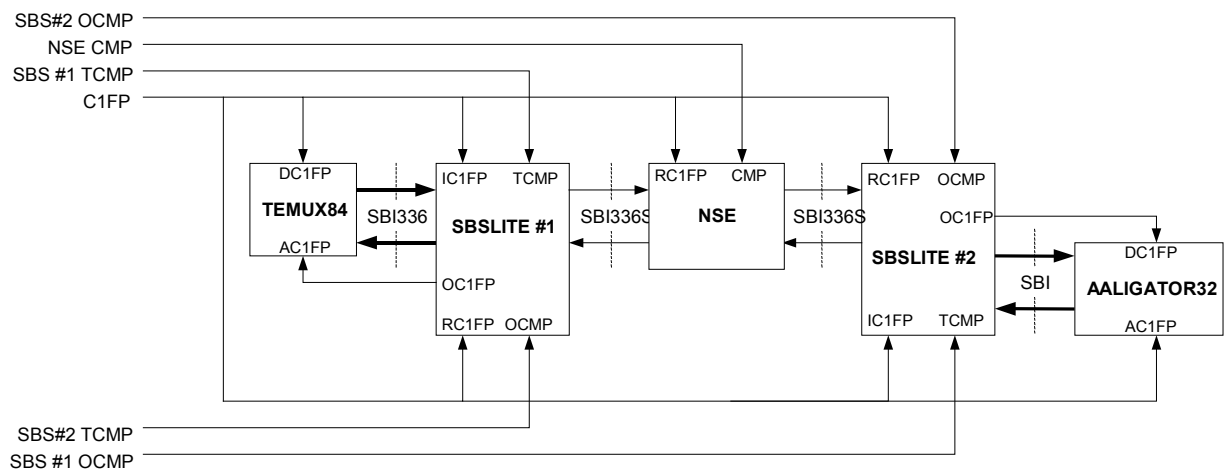 SBS#2 OCMP
NSE CMP
SBS #1 TCMP
C1FP
DC1FP
TEMUX84
AC1FP
SBI336
IC1FP TCMP
SBSLITE #1
OC1FP
RC1FP OCMP
SBI336S
RC1FP CMP
NSE
SBI336S
RC1FP OCMP
OC1FP
SBSLITE #2
IC1FP TCMP
SBI
DC1FP
AALIGATOR32
AC1FP
SBS#2 TCMP
SBS #1 OCMP